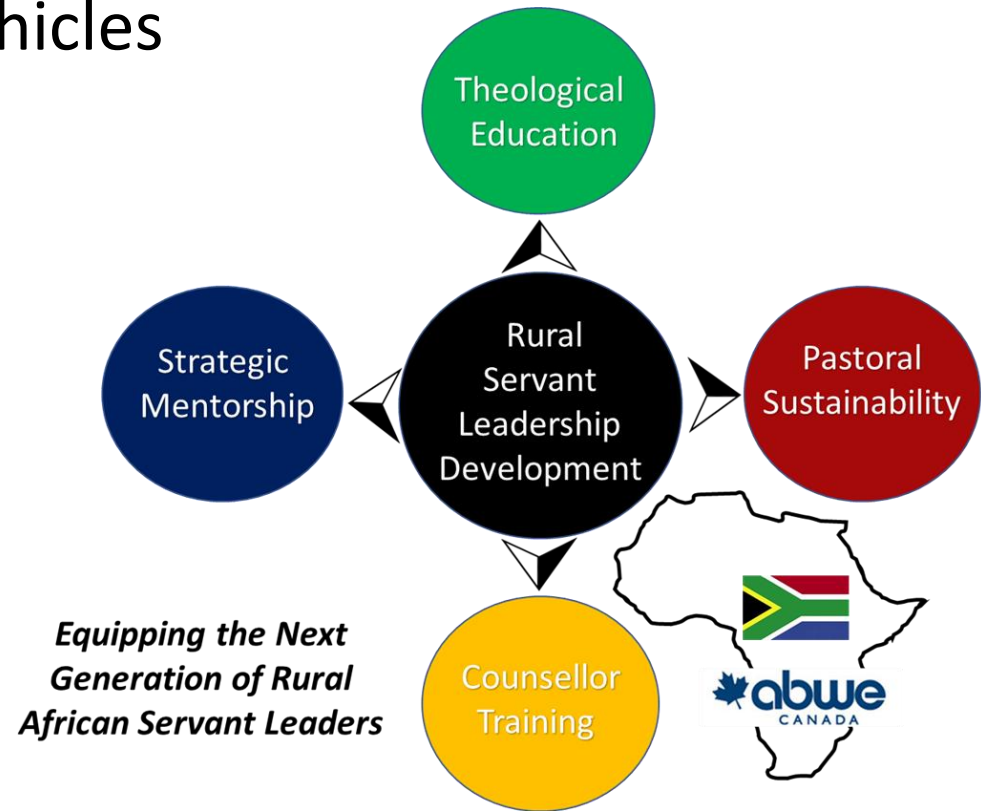 hicles
Theological
Education
Strategic
Mentorship
Rural
Servant
Leadership
Development
Pastoral
Sustainability
Equipping the Next
Generation of Rural
African Servant Leaders
Counsellor
Training
abwe
CANADA